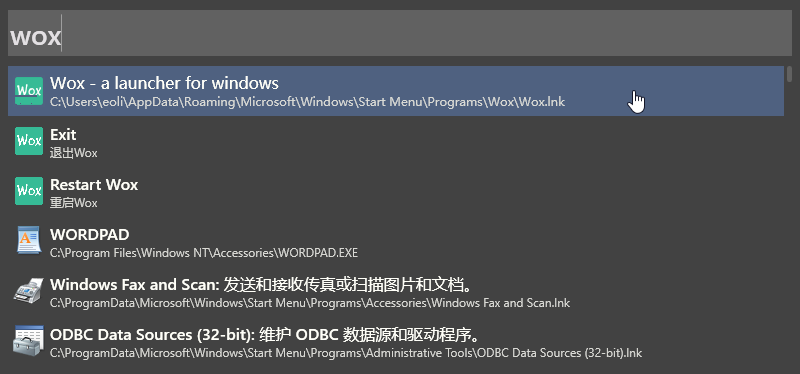 wox
Wox
Wox - a launcher for windows
C:\Users\eoli\AppData\Roaming\Microsoft\Windows\Start Menu\Programs\Wox\Wox.lnk
Wox
Exit
退出Wox
Wox
Restart Wox
重启Wox
WORDPAD
C:\Program Files\Windows NT\Accessories\WORDPAD.EXE
Windows Fax and Scan: 发送和接收传真或扫描图片和文档。
C:\ProgramData\Microsoft\Windows\Start Menu\Programs\Accessories\Windows Fax and Scan.lnk
ODBC Data Sources (32-bit): 维护 ODBC 数据源和驱动程序。
C:\ProgramData\Microsoft\Windows\Start Menu\Programs\Administrative Tools\ODBC Data Sources (32-bit).lnk